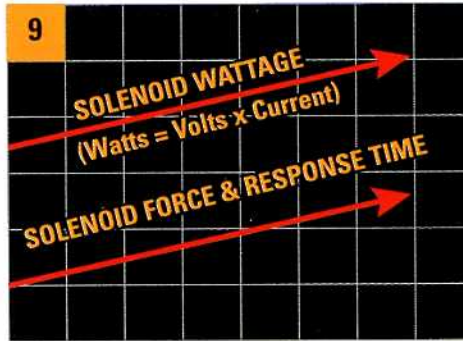 9
SOLENOID WATTAGE
(Watts = Volts x Current)
SOLENOID FORCE & RESPONSE TIME